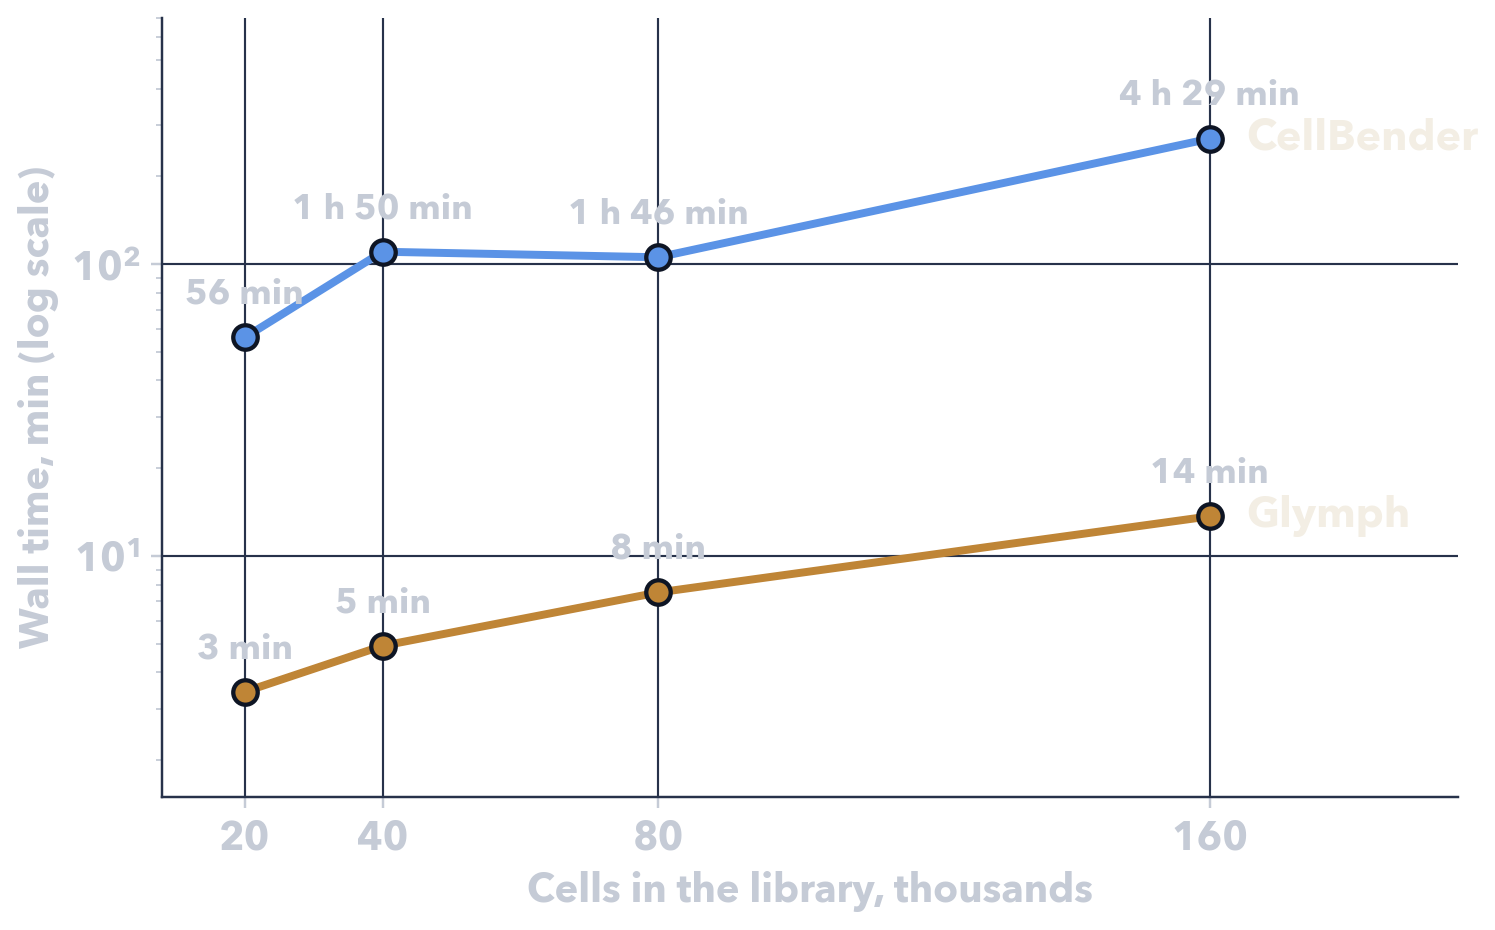 4 h 29 min
CellBender
1 h 50 min
1 h 46 min
10²
56 min
14 min
Glymph
10¹
8 min
5 min
3 min
Wall time, min (log scale)
20 40 80 160
Cells in the library, thousands